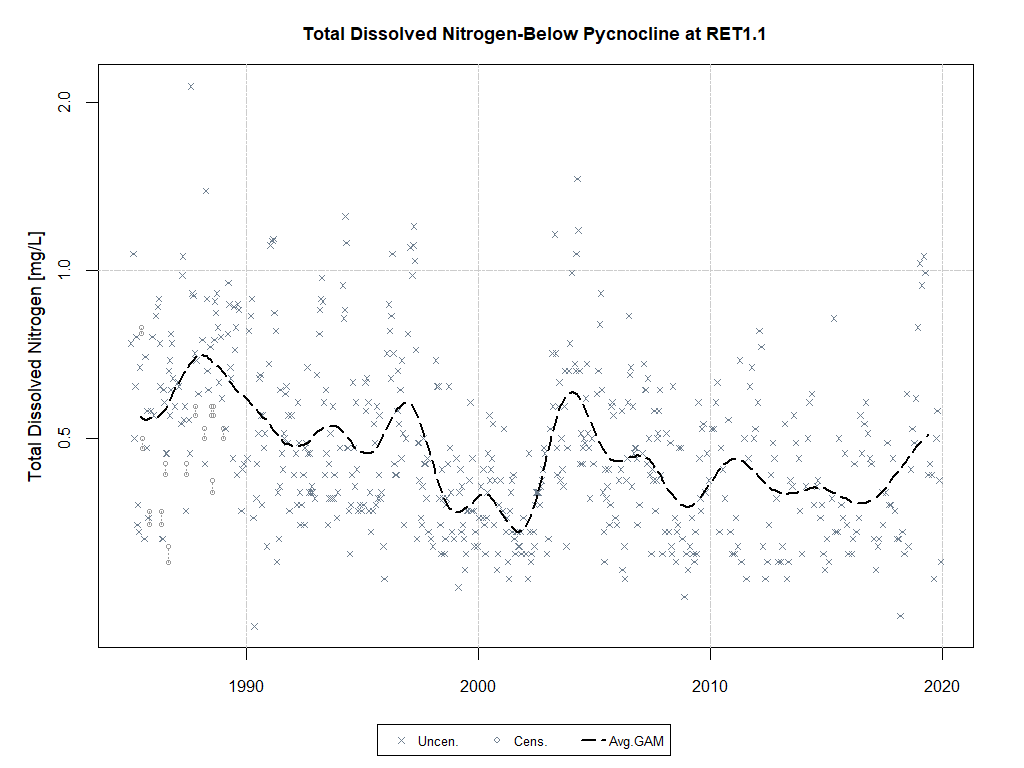 Total Dissolved Nitrogen-Below Pycnocline at RET1.1
Total Dissolved Nitrogen [mg/L]
2.0
1.0
0.5
1990 2000 2010 2020
Uncen. Cens. Avg.GAM